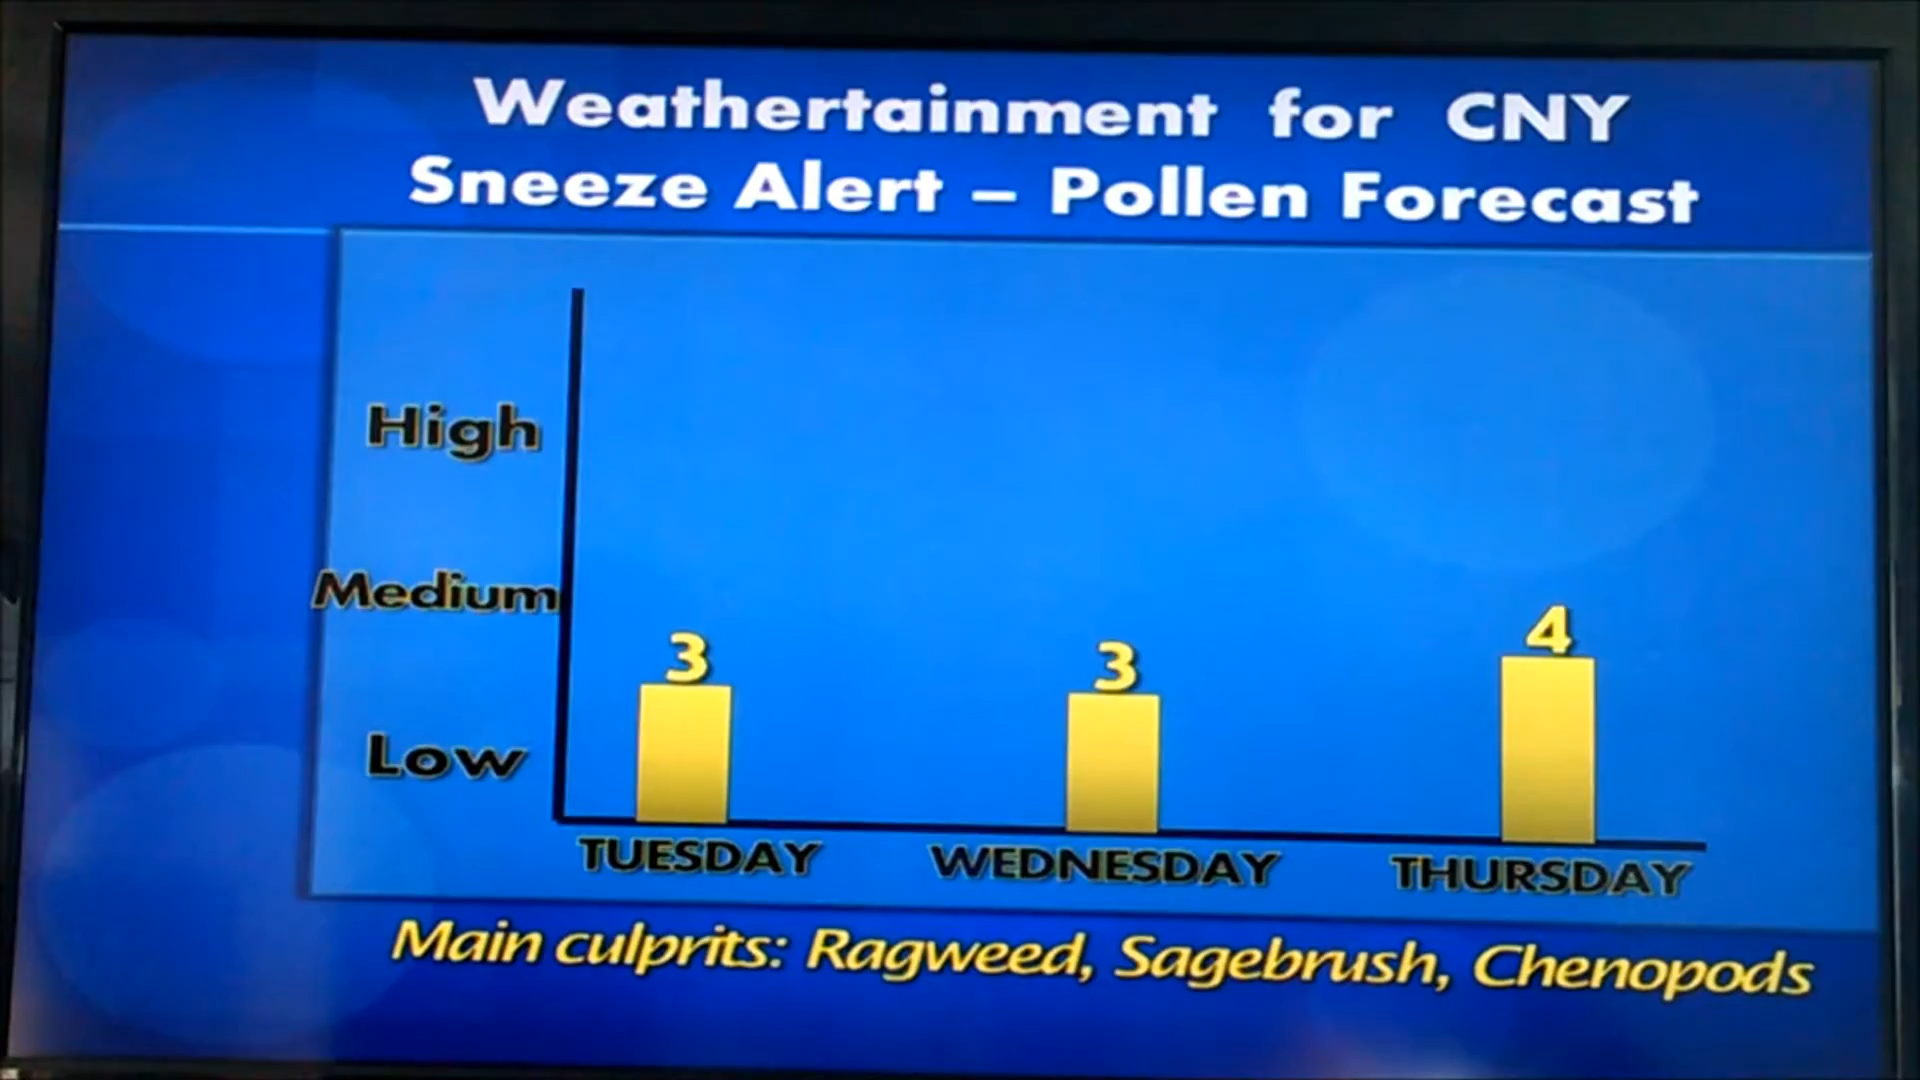 Weathertainment for CNY
Sneeze Alert – Pollen Forecast
High
Medium
Low
3
3
4
TUESDAY
WEDNESDAY
THURSDAY
Main culprits: Ragweed, Sagebrush, Chenopods